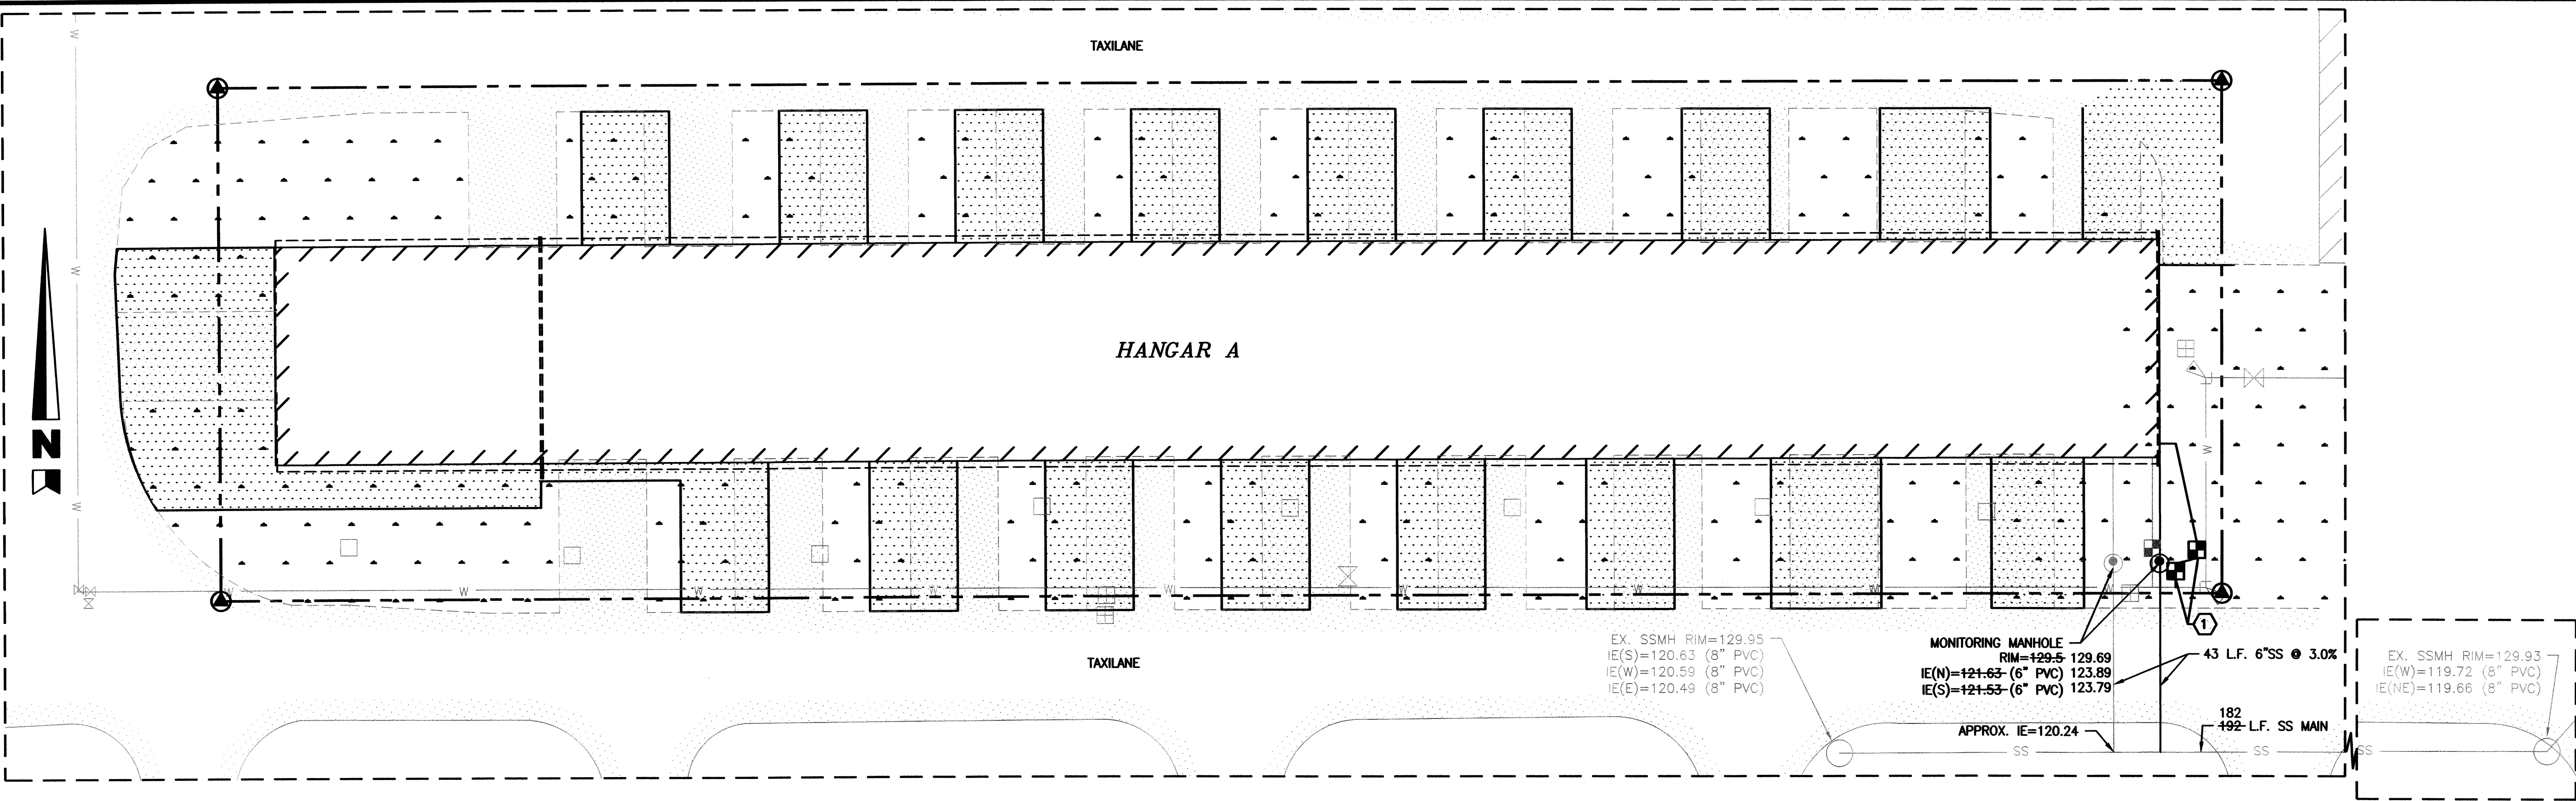 TAXILANE
W
W
N
HANGAR A
W
W
W
W
W
W
W
W
W
W
W
W
TAXILANE
EX. SSMH RIM=129.95
IE(S)=120.63 (8" PVC)
IE(W)=120.59 (8" PVC)
IE(E)=120.49 (8" PVC)
MONITORING MANHOLE
RIM=129.5 129.69
IE(N)=121.63 (6" PVC) 123.89
IE(S)=121.53 (6" PVC) 123.79
1
43 L.F. 6"SS @ 3.0%
EX. SSMH RIM=129.93
IE(W)=119.72 (8" PVC)
IE(NE)=119.66 (8" PVC)
APPROX. IE=120.24
182
192 L.F. SS MAIN
SS
SS
SS